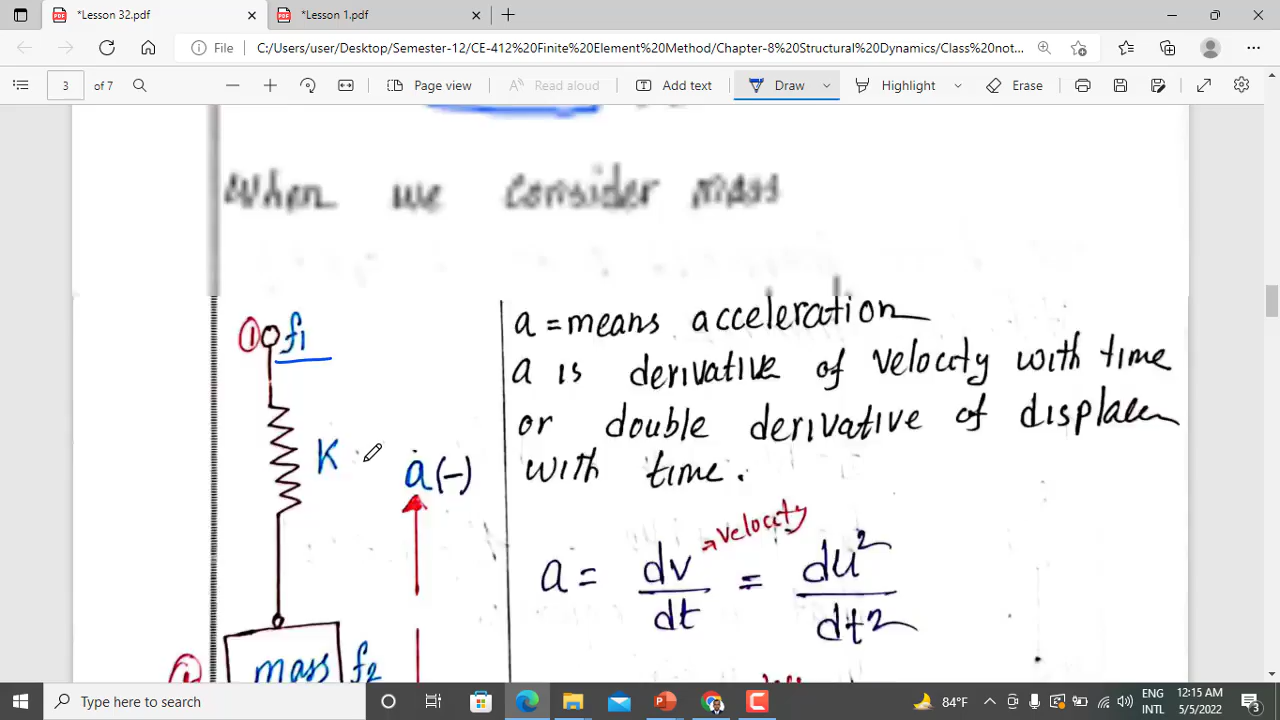 *Lesson 32.pdf
*Lesson 1.pdf
File
C:/Users/user/Desktop/Semester-12/CE-412%20Finite%20Element%20Method/Chapter-8%20Structural%20Dynamics/Class%20not...
3 of 7
Page view
Read aloud
Add text
Draw
Highlight
Erase
When we consider mass
1 f1
K
a(-)
mass f2
a = means acceleration
a is derivative of velocity with time
or double derivative of displacem
with time.
a = dv/dt → velocity = du²/dt²
Type here to search
84°F
ENG
INTL
12:15 AM
5/5/2022
3